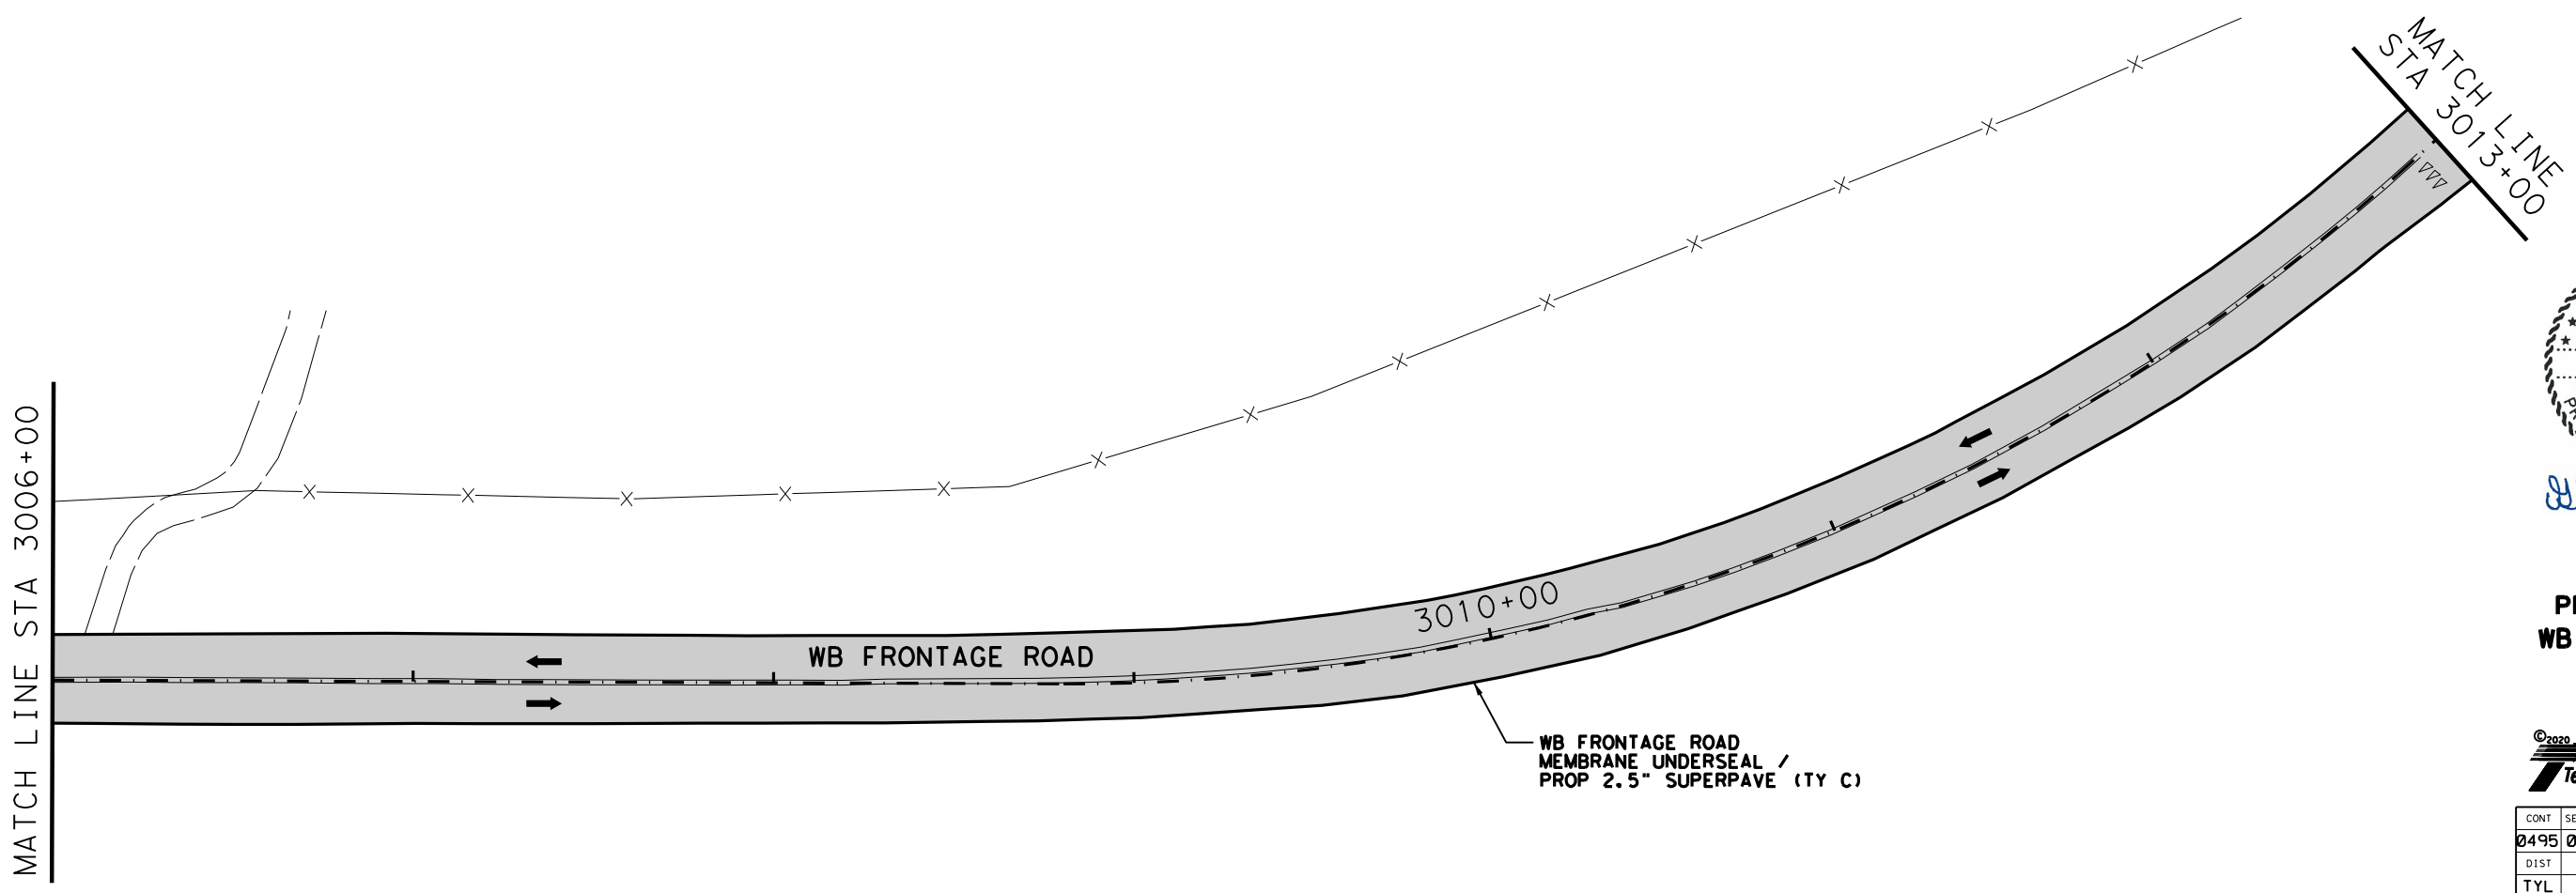 MATCH LINE
STA 3013+00
MATCH LINE STA 3006+00
3010+00
WB FRONTAGE ROAD
WB FRONTAGE ROAD
MEMBRANE UNDERSEAL /
PROP 2.5" SUPERPAVE (TY C)
WB
©2020
CONT
0495
DIST
TYL